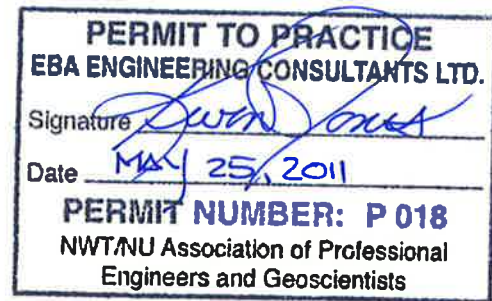 PERMIT TO PRACTICE
EBA ENGINEERING CONSULTANTS LTD.
Signature
Date MAY 25, 2011
PERMIT NUMBER: P 018
NWT/NU Association of Professional
Engineers and Geoscientists